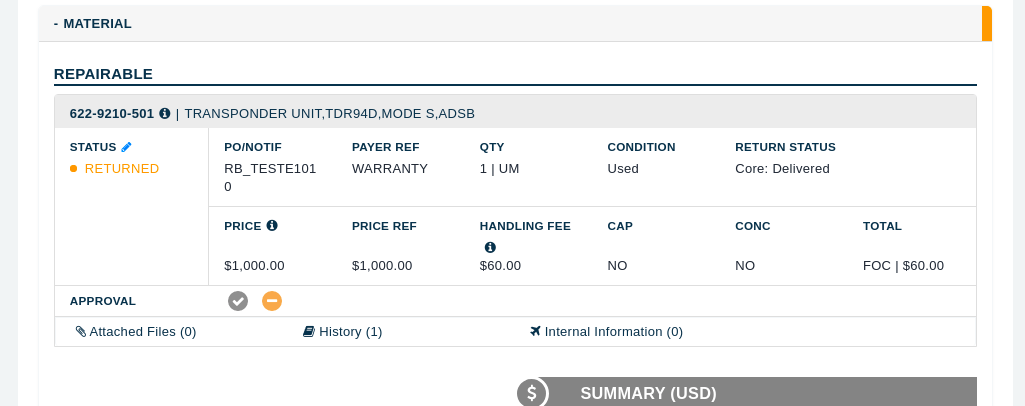 - MATERIAL
REPAIRABLE
622-9210-501 | TRANSPONDER UNIT,TDR94D,MODE S,ADSB
STATUS PO/NOTIF PAYER REF QTY CONDITION RETURN STATUS
RETURNED RB_TESTE101 WARRANTY 1 | UM Used Core: Delivered
0
PRICE PRICE REF HANDLING FEE CAP CONC TOTAL
$1,000.00 $1,000.00 $60.00 NO NO FOC | $60.00
APPROVAL
Attached Files (0) History (1) Internal Information (0)
$ SUMMARY (USD)